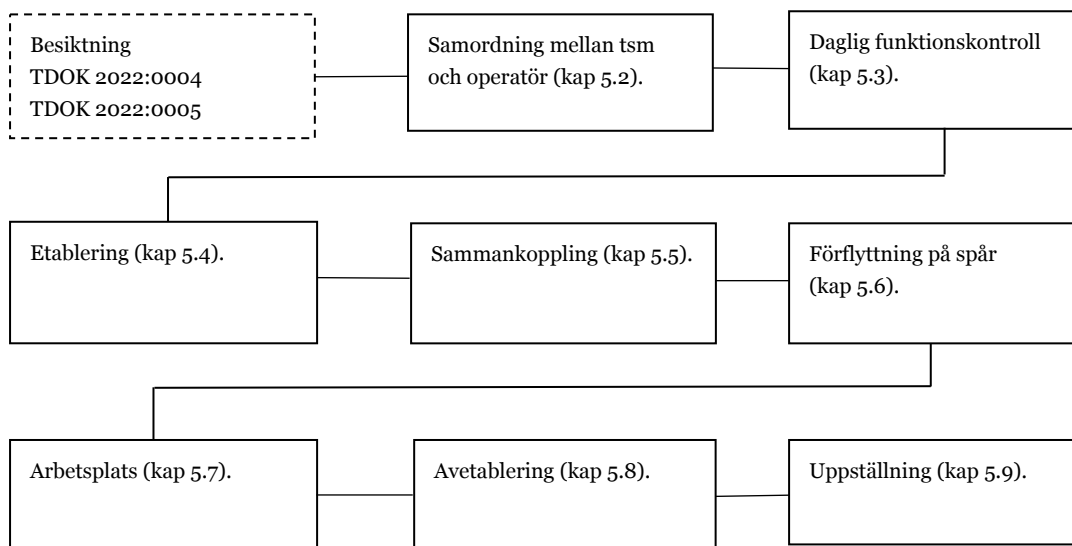 Besiktning
TDOK 2022:0004
TDOK 2022:0005
Samordning mellan tsm
och operatör (kap 5.2).
Daglig funktionskontroll
(kap 5.3).
Etablering (kap 5.4).
Sammankoppling (kap 5.5).
Förflyttning på spår
(kap 5.6).
Arbetsplats (kap 5.7).
Avetablering (kap 5.8).
Uppställning (kap 5.9).